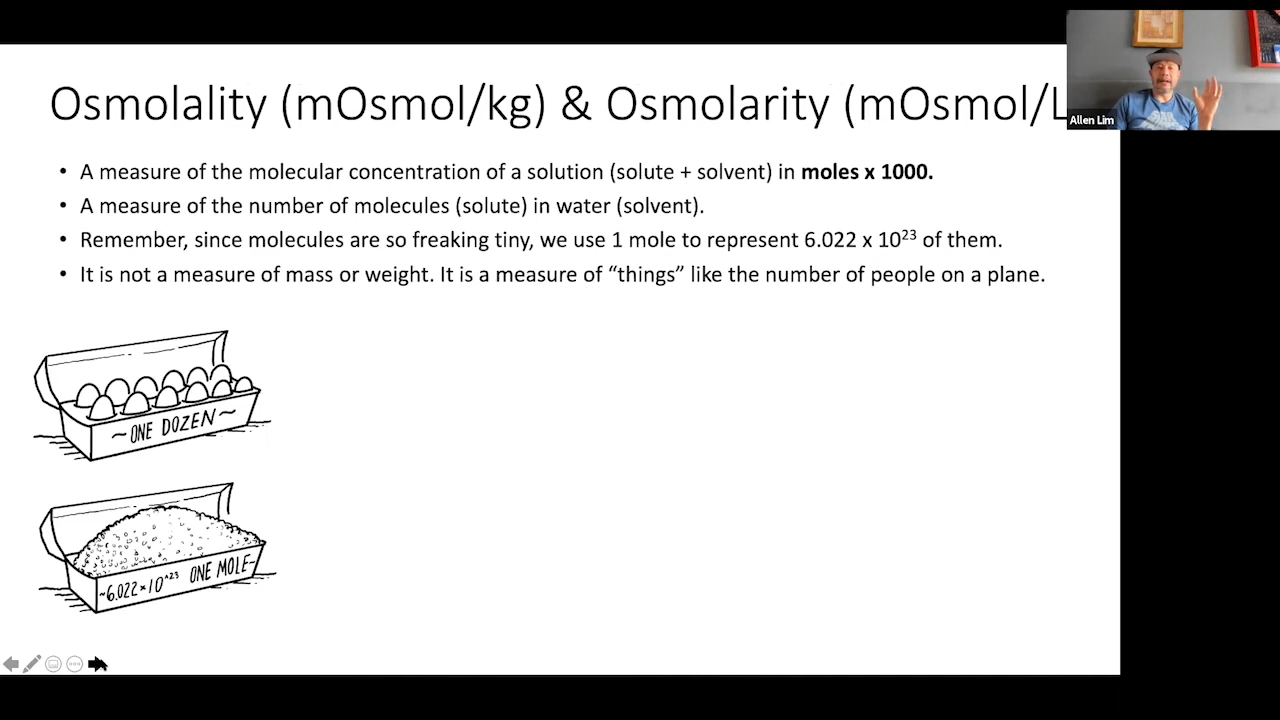 Osmolality (mOsmol/kg) & Osmolarity (mOsmol/L
Allen Lim
• A measure of the molecular concentration of a solution (solute + solvent) in moles x 1000.
• A measure of the number of molecules (solute) in water (solvent).
• Remember, since molecules are so freaking tiny, we use 1 mole to represent 6.022 x 10²³ of them.
• It is not a measure of mass or weight. It is a measure of “things” like the number of people on a plane.
~ONE DOZEN~
~6.022×10^23 ONE MOLE~